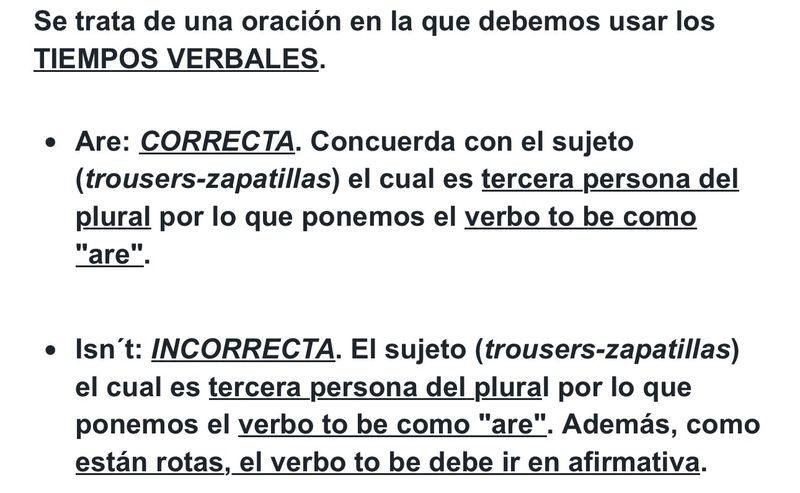 Se trata de una oración en la que debemos usar los
TIEMPOS VERBALES.
• Are: CORRECTA. Concuerda con el sujeto
(trousers-zapatillas) el cual es tercera persona del
plural por lo que ponemos el verbo to be como
"are".
• Isn´t: INCORRECTA. El sujeto (trousers-zapatillas)
el cual es tercera persona del plural por lo que
ponemos el verbo to be como "are". Además, como
están rotas, el verbo to be debe ir en afirmativa.